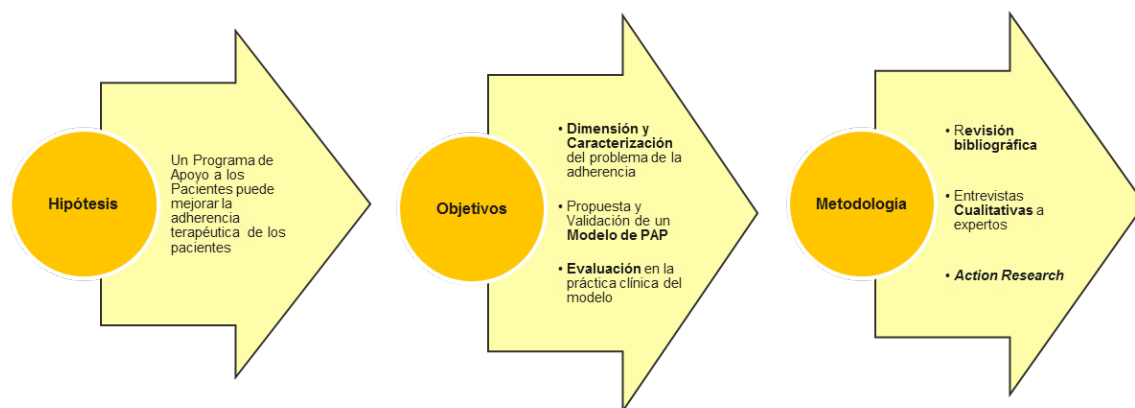 Hipótesis
Un Programa de
Apoyo a los
Pacientes puede
mejorar la
adherencia
terapéutica de los
pacientes
Objetivos
• Dimensión y
Caracterización
del problema de la
adherencia
• Propuesta y
Validación de un
Modelo de PAP
• Evaluación en la
práctica clínica del
modelo
Metodología
• Revisión
bibliográfica
• Entrevistas
Cualitativas a
expertos
• Action Research